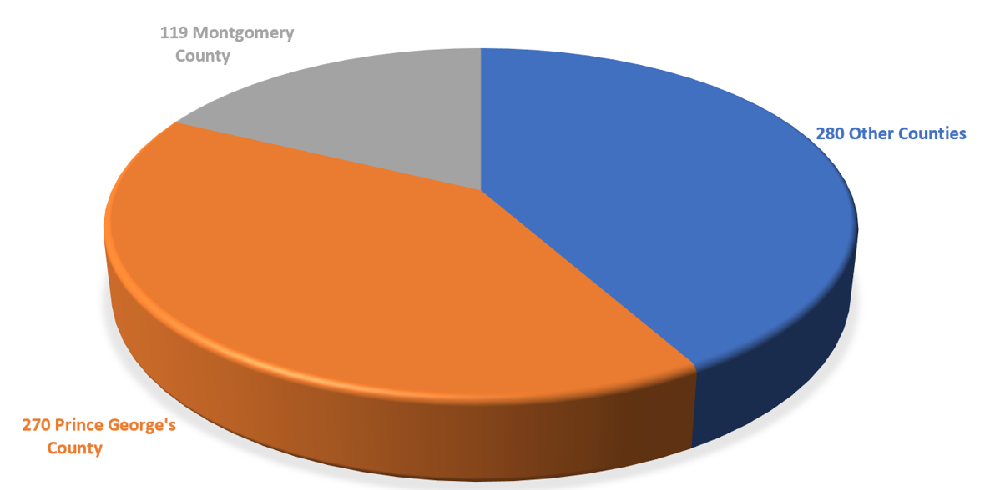 119 Montgomery
County
280 Other Counties
270 Prince George's
County